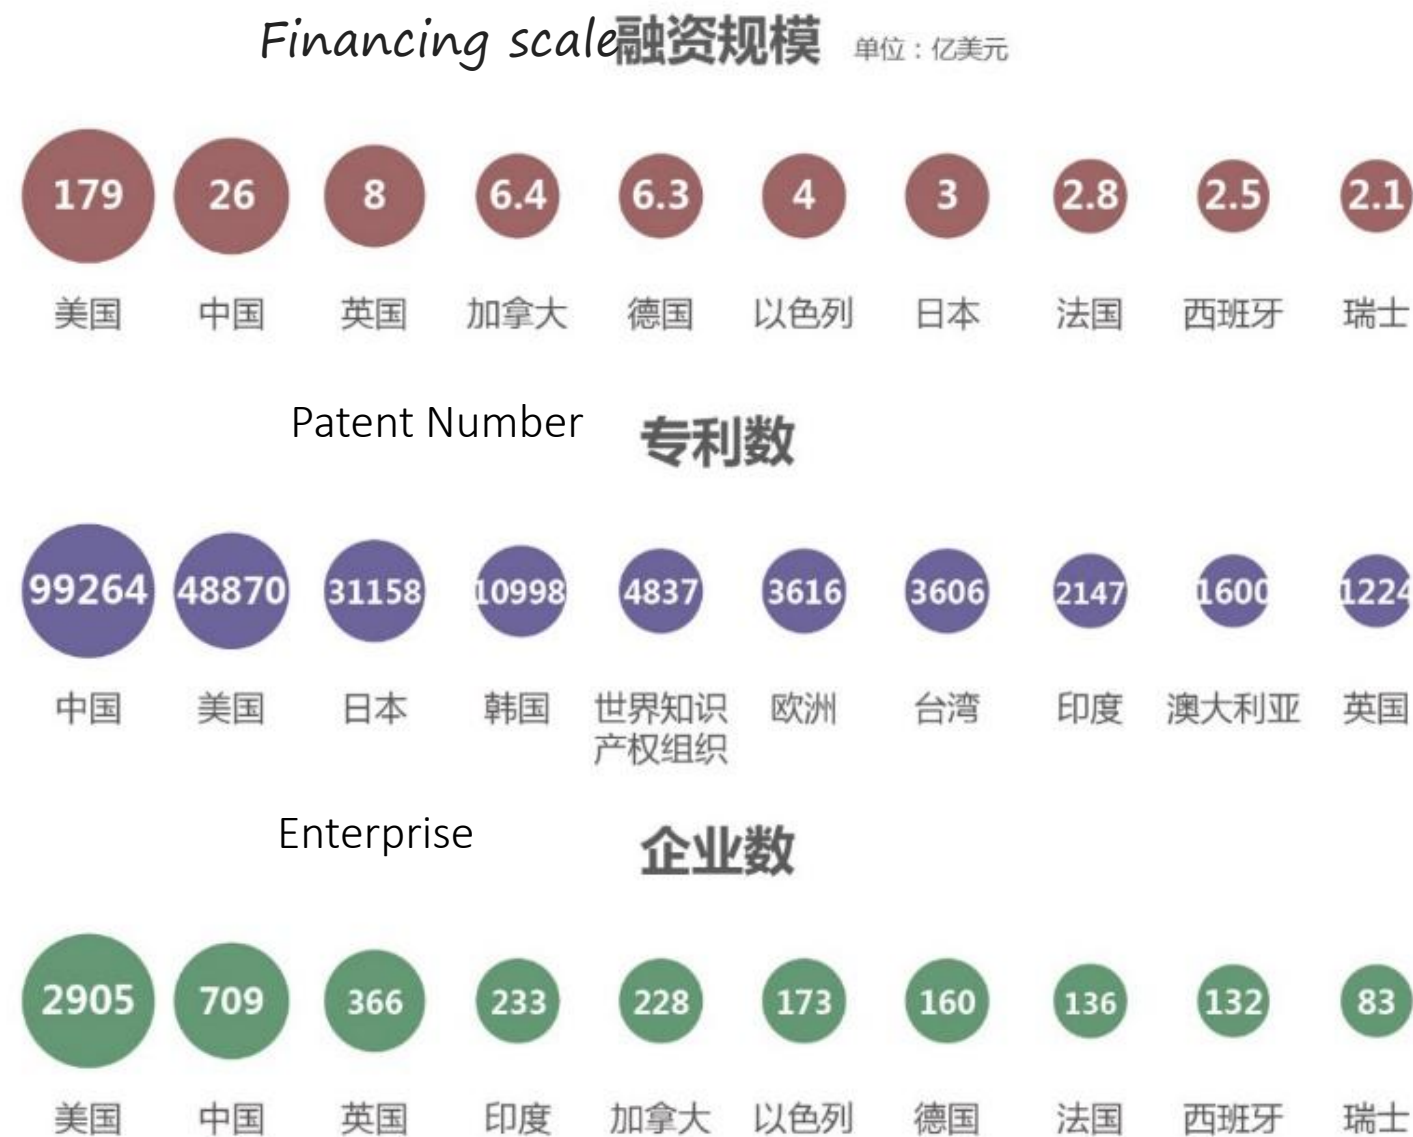 Financing scale融资规模 单位：亿美元
179 26 8 6.4 6.3 4 3 2.8 2.5 2.1
美国 中国 英国 加拿大 德国 以色列 日本 法国 西班牙 瑞士
Patent Number 专利数
99264 48870 31158 10998 4837 3616 3606 2147 1600 1224
中国 美国 日本 韩国 世界知识 欧洲 台湾 印度 澳大利亚 英国
产权组织
Enterprise 企业数
2905 709 366 233 228 173 160 136 132 83
美国 中国 英国 印度 加拿大 以色列 德国 法国 西班牙 瑞士